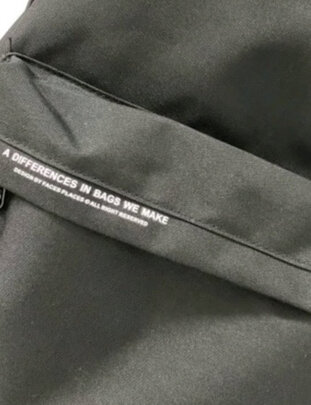 A DIFFERENCES IN BAGS WE MAKE
DESIGN BY FACES PLACES © ALL RIGHT RESERVED